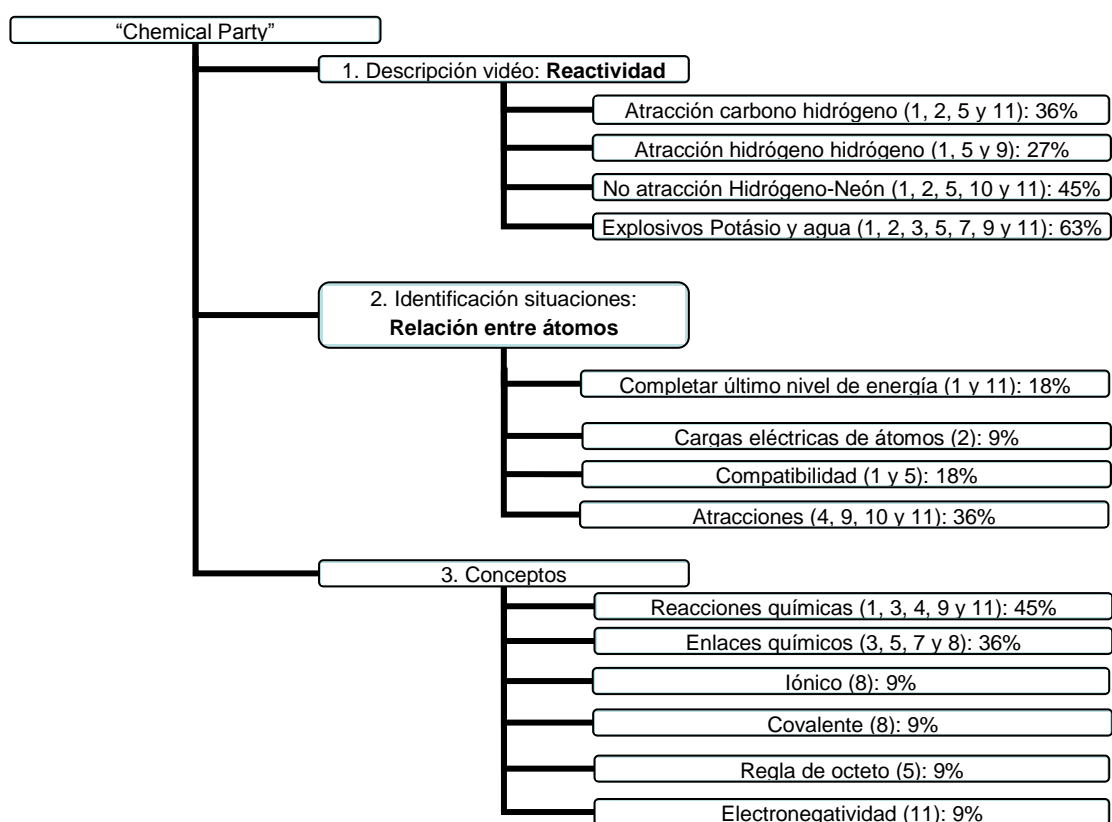 “Chemical Party”
1. Descripción vidéo: Reactividad
Atracción carbono hidrógeno (1, 2, 5 y 11): 36%
Atracción hidrógeno hidrógeno (1, 5 y 9): 27%
No atracción Hidrógeno-Neón (1, 2, 5, 10 y 11): 45%
Explosivos Potásio y agua (1, 2, 3, 5, 7, 9 y 11): 63%
2. Identificación situaciones:
Relación entre átomos
Completar último nivel de energía (1 y 11): 18%
Cargas eléctricas de átomos (2): 9%
Compatibilidad (1 y 5): 18%
Atracciones (4, 9, 10 y 11): 36%
3. Conceptos
Reacciones químicas (1, 3, 4, 9 y 11): 45%
Enlaces químicos (3, 5, 7 y 8): 36%
Iónico (8): 9%
Covalente (8): 9%
Regla de octeto (5): 9%
Electronegatividad (11): 9%